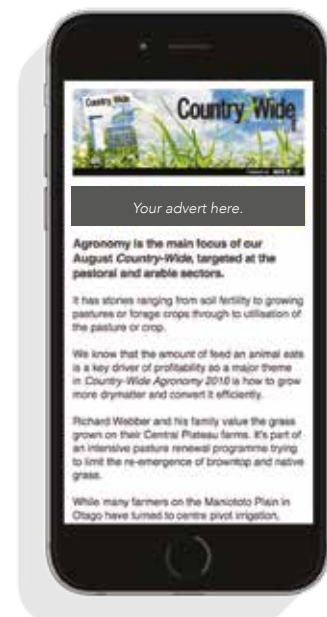 Country-Wide
Country-Wide
Your advert here.
Agronomy is the main focus of our
August Country-Wide, targeted at the
pastoral and arable sectors.
It has stories ranging from soil fertility to growing
pastures or forage crops through to utilisation of
the pasture or crop.
We know that the amount of feed an animal eats
is a key driver of profitability so a major theme
in Country-Wide Agronomy 2016 is how to grow
more drymatter and convert it efficiently.
Richard Webber and his family value the grass
grown on their Central Plateau farms. It's part of
an intensive pasture renewal programme trying
to limit the re-emergence of browntop and native
grass.
While many farmers on the Maniototo Plain in
Otago have turned to centre pivot irrigation,